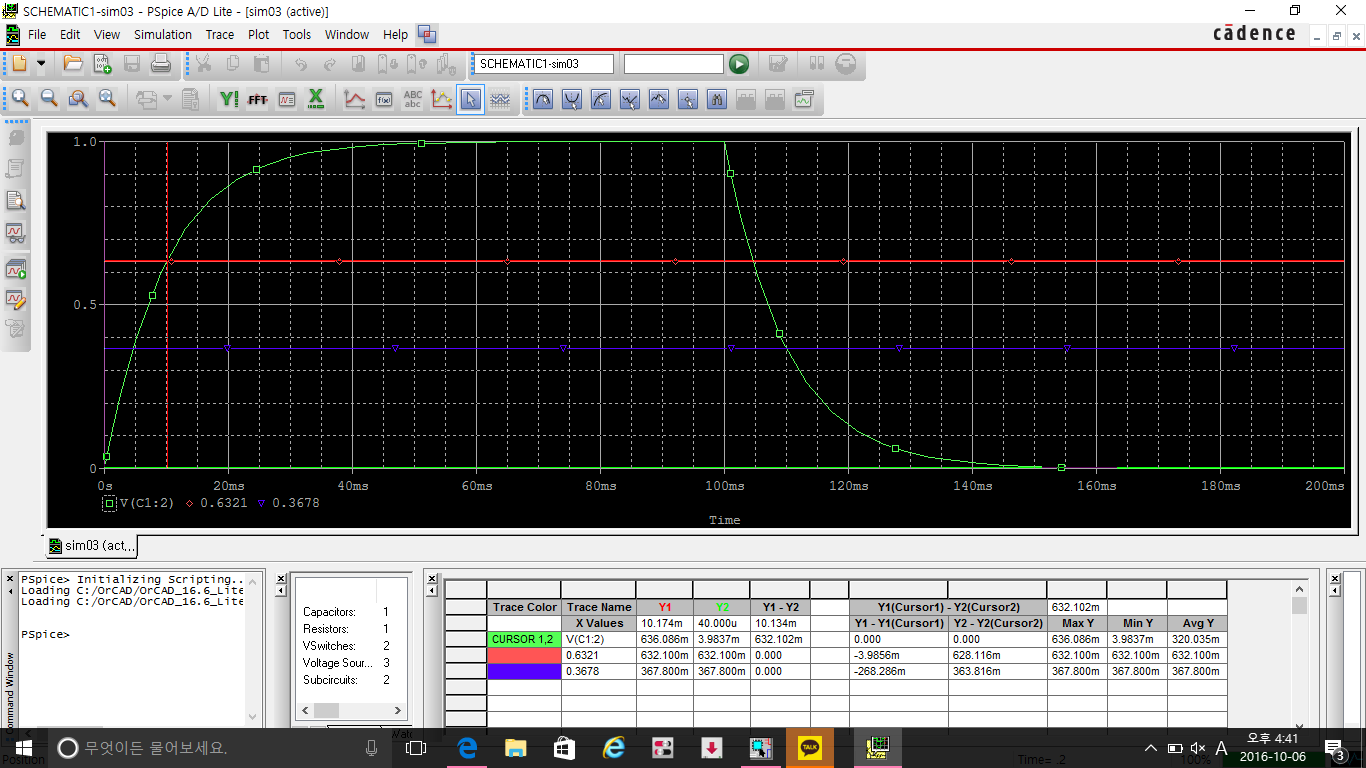 SCHEMATIC1-sim03 - PSpice A/D Lite - [sim03 (active)]
File Edit View Simulation Trace Plot Tools Window Help
cādence
SCHEMATIC1-sim03
Y! FFT X f(x) ABC abc
1.0
0.5
0
0s 20ms 40ms 60ms 80ms 100ms 120ms 140ms 160ms 180ms 200ms
V(C1:2) 0.6321 0.3678
Time
sim03 (act...
PSpice> Initializing Scripting..
Loading C:/OrCAD/OrCAD_16.6_Lite
Loading C:/OrCAD/OrCAD_16.6_Lite
PSpice>
Command Window
Capacitors: 1
Resistors: 1
VSwitches: 2
Voltage Sour... 3
Subcircuits: 2
Trace Color Trace Name Y1 Y2 Y1 - Y2 Y1(Cursor1) - Y2(Cursor2) 632.102m
X Values 10.174m 40.000u 10.134m Y1 - Y1(Cursor1) Y2 - Y2(Cursor2) Max Y Min Y Avg Y
CURSOR 1,2 V(C1:2) 636.086m 3.9837m 632.102m 0.000 0.000 636.086m 3.9837m 320.035m
0.6321 632.100m 632.100m 0.000 -3.9856m 628.116m 632.100m 632.100m 632.100m
0.3678 367.800m 367.800m 0.000 -268.286m 363.816m 367.800m 367.800m 367.800m
무엇이든 물어보세요.
TALK
Time= .2
100%
A
오후 4:41
2016-10-06
3